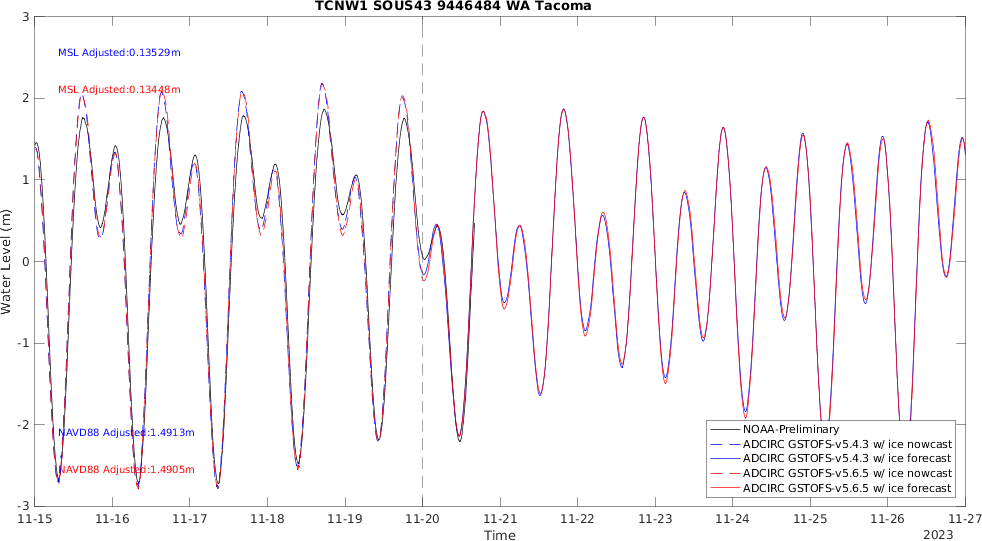 TCNW1 SOUS43 9446484 WA Tacoma
3
2
1
0
-1
-2
-3
Water Level (m)
MSL Adjusted:0.13529m
MSL Adjusted:0.13448m
NAVD88 Adjusted:1.4913m
NAVD88 Adjusted:1.4905m
NOAA-Preliminary
ADCIRC GSTOFS-v5.4.3 w/ ice nowcast
ADCIRC GSTOFS-v5.4.3 w/ ice forecast
ADCIRC GSTOFS-v5.6.5 w/ ice nowcast
ADCIRC GSTOFS-v5.6.5 w/ ice forecast
11-15 11-16 11-17 11-18 11-19 11-20 11-21 11-22 11-23 11-24 11-25 11-26 11-27
Time
2023